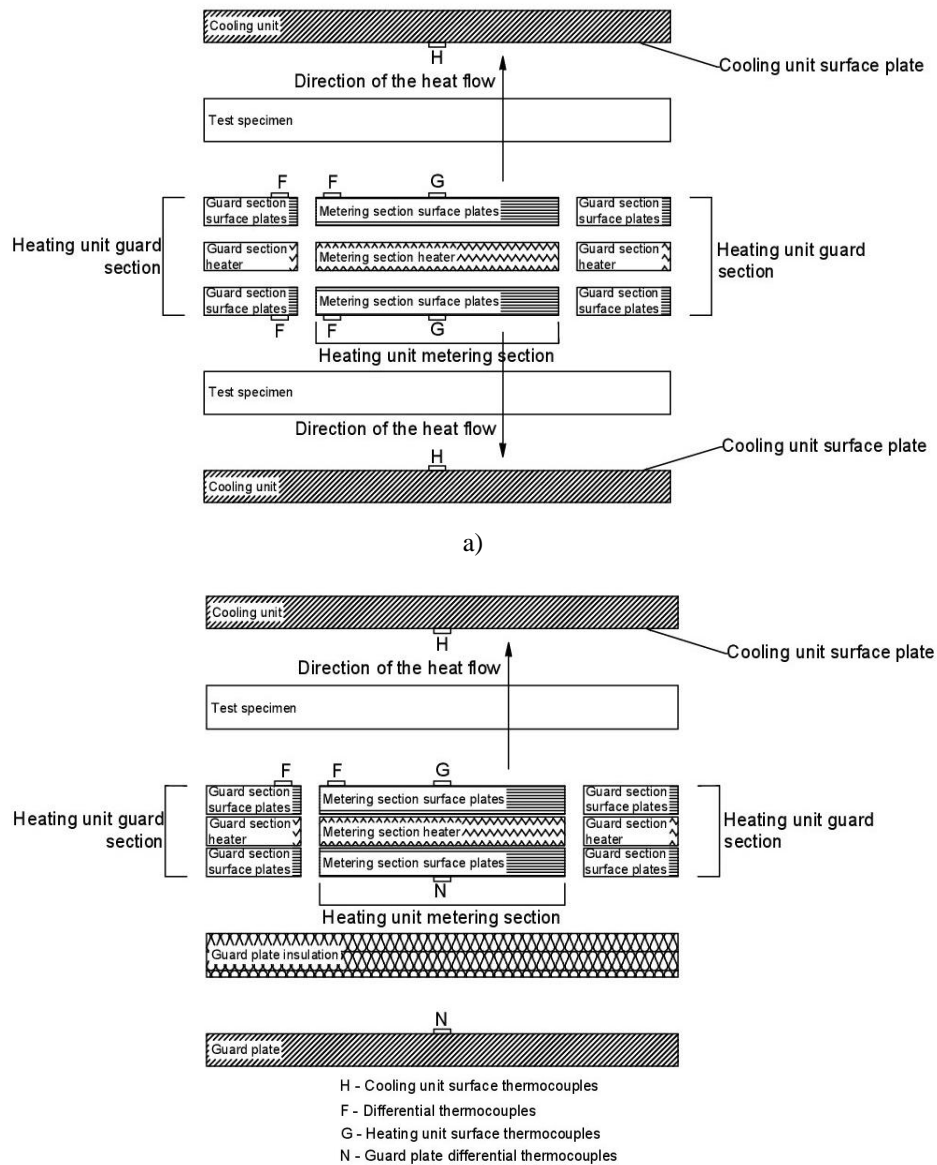 Cooling unit
H
Cooling unit surface plate
Direction of the heat flow
Test specimen
F
F
G
Guard section
surface plates
Metering section surface plates
Guard section
surface plates
Heating unit guard
section
Guard section
heater
Metering section heater
Guard section
heater
Heating unit guard
section
Guard section
surface plates
Metering section surface plates
Guard section
surface plates
F
F
G
Heating unit metering section
Test specimen
Direction of the heat flow
H
Cooling unit surface plate
Cooling unit
a)
Cooling unit
H
Cooling unit surface plate
Direction of the heat flow
Test specimen
F
F
G
Guard section
surface plates
Metering section surface plates
Guard section
surface plates
Heating unit guard
section
Guard section
heater
Metering section heater
Guard section
heater
Heating unit guard
section
Guard section
surface plates
Metering section surface plates
Guard section
surface plates
N
Heating unit metering section
Guard plate insulation
N
Guard plate
H - Cooling unit surface thermocouples
F - Differential thermocouples
G - Heating unit surface thermocouples
N - Guard plate differential thermocouples